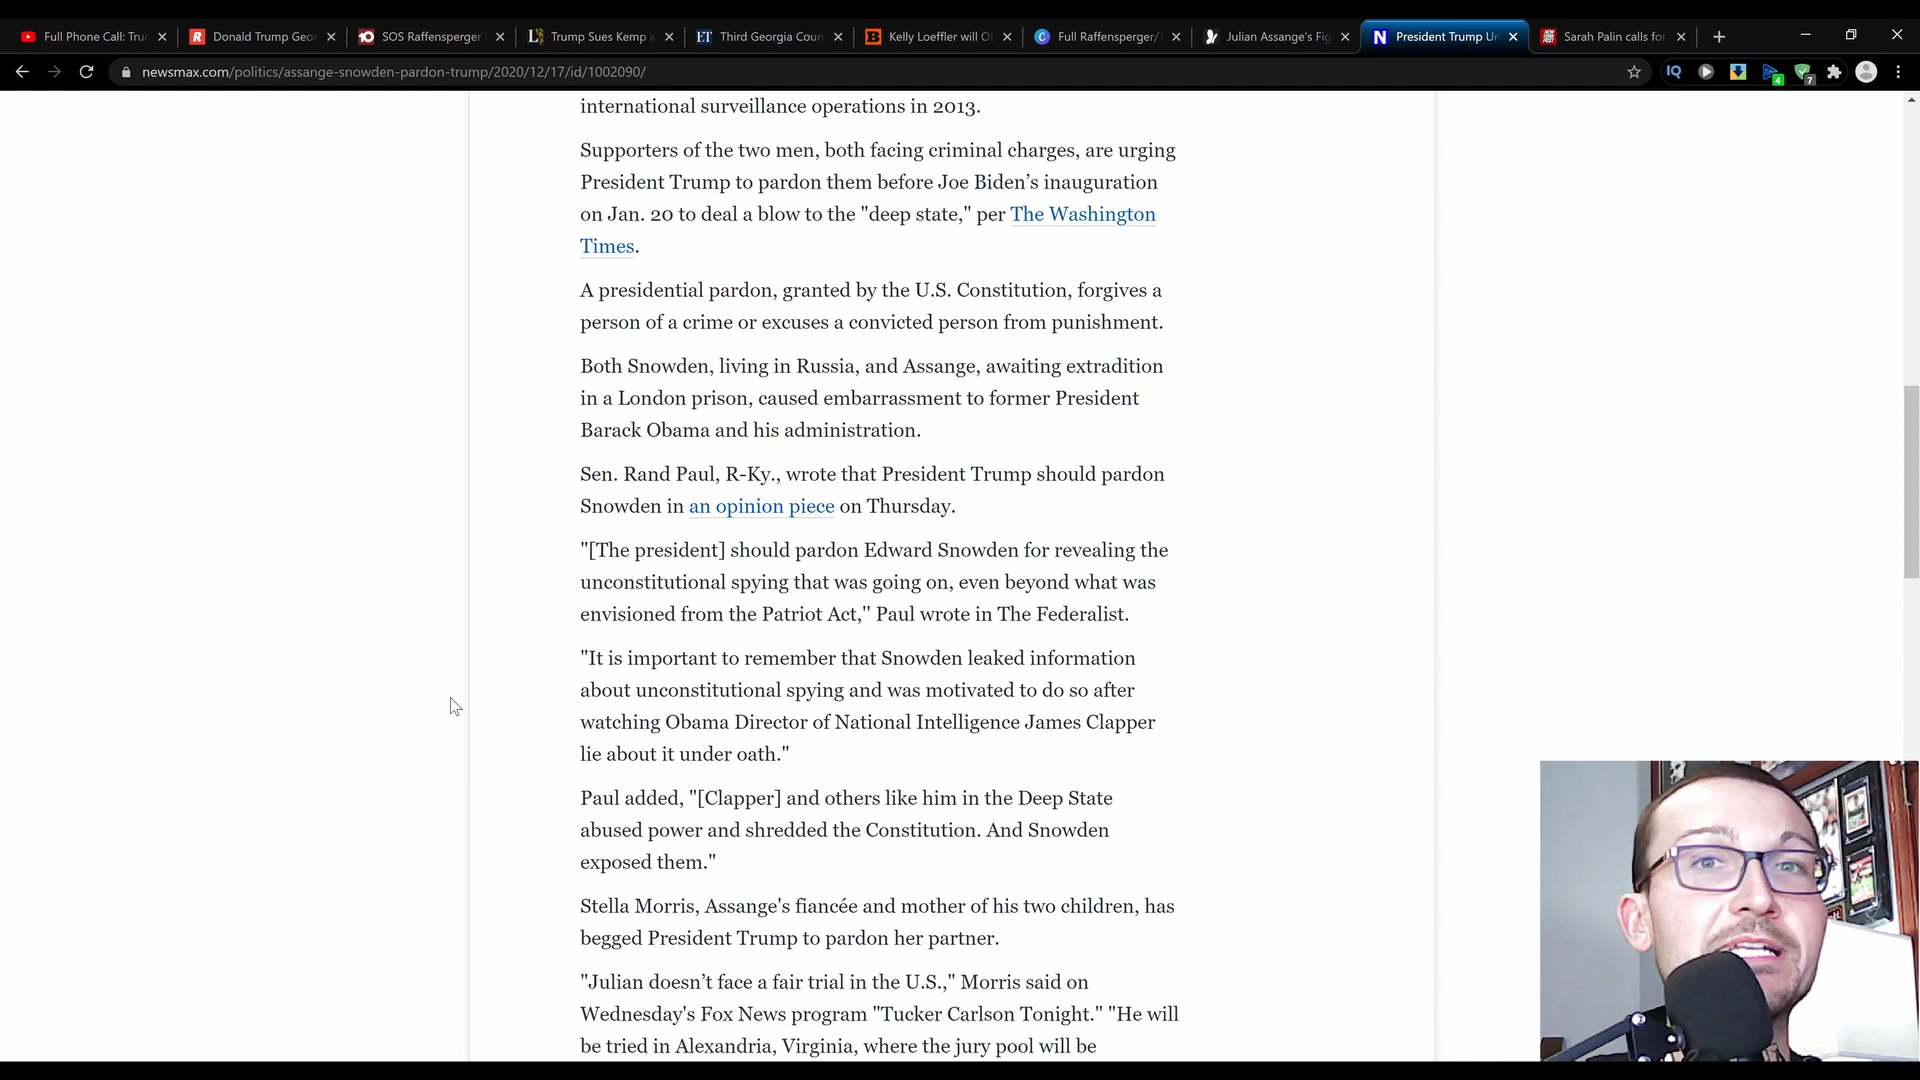 Full Phone Call: Tru
Donald Trump Geo
SOS Raffensperger
Trump Sues Kemp a
Third Georgia Coun
Kelly Loeffler will O
Full Raffensperger/
Julian Assange's Fig
President Trump Ur
Sarah Palin calls for
newsmax.com/politics/assange-snowden-pardon-trump/2020/12/17/id/1002090/
IQ
4
7
international surveillance operations in 2013.
Supporters of the two men, both facing criminal charges, are urging
President Trump to pardon them before Joe Biden's inauguration
on Jan. 20 to deal a blow to the "deep state," per The Washington
Times.
A presidential pardon, granted by the U.S. Constitution, forgives a
person of a crime or excuses a convicted person from punishment.
Both Snowden, living in Russia, and Assange, awaiting extradition
in a London prison, caused embarrassment to former President
Barack Obama and his administration.
Sen. Rand Paul, R-Ky., wrote that President Trump should pardon
Snowden in an opinion piece on Thursday.
"[The president] should pardon Edward Snowden for revealing the
unconstitutional spying that was going on, even beyond what was
envisioned from the Patriot Act," Paul wrote in The Federalist.
"It is important to remember that Snowden leaked information
about unconstitutional spying and was motivated to do so after
watching Obama Director of National Intelligence James Clapper
lie about it under oath."
Paul added, "[Clapper] and others like him in the Deep State
abused power and shredded the Constitution. And Snowden
exposed them."
Stella Morris, Assange's fiancée and mother of his two children, has
begged President Trump to pardon her partner.
"Julian doesn't face a fair trial in the U.S.," Morris said on
Wednesday's Fox News program "Tucker Carlson Tonight." "He will
be tried in Alexandria, Virginia, where the jury pool will be